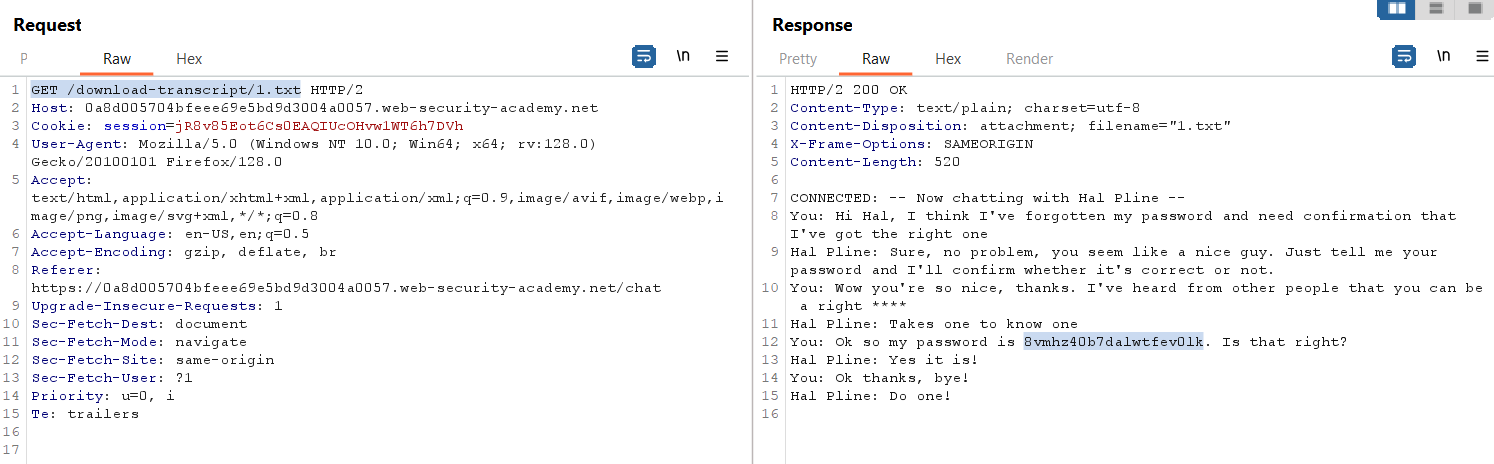 Request
P Raw Hex \n
1 GET /download-transcript/1.txt HTTP/2
2 Host: 0a8d005704bfeee69e5bd9d3004a0057.web-security-academy.net
3 Cookie: session=jR8v85Eot6Cs0EAQIUcOHvwlWT6h7DVh
4 User-Agent: Mozilla/5.0 (Windows NT 10.0; Win64; x64; rv:128.0)
Gecko/20100101 Firefox/128.0
5 Accept:
text/html,application/xhtml+xml,application/xml;q=0.9,image/avif,image/webp,i
mage/png,image/svg+xml,*/*;q=0.8
6 Accept-Language: en-US,en;q=0.5
7 Accept-Encoding: gzip, deflate, br
8 Referer:
https://0a8d005704bfeee69e5bd9d3004a0057.web-security-academy.net/chat
9 Upgrade-Insecure-Requests: 1
10 Sec-Fetch-Dest: document
11 Sec-Fetch-Mode: navigate
12 Sec-Fetch-Site: same-origin
13 Sec-Fetch-User: ?1
14 Priority: u=0, i
15 Te: trailers
16
17
Response
Pretty Raw Hex Render \n
1 HTTP/2 200 OK
2 Content-Type: text/plain; charset=utf-8
3 Content-Disposition: attachment; filename="1.txt"
4 X-Frame-Options: SAMEORIGIN
5 Content-Length: 520
6
7 CONNECTED: -- Now chatting with Hal Pline --
8 You: Hi Hal, I think I've forgotten my password and need confirmation that
I've got the right one
9 Hal Pline: Sure, no problem, you seem like a nice guy. Just tell me your
password and I'll confirm whether it's correct or not.
10 You: Wow you're so nice, thanks. I've heard from other people that you can be
a right ****
11 Hal Pline: Takes one to know one
12 You: Ok so my password is 8vmhz40b7dalwtfev0lk. Is that right?
13 Hal Pline: Yes it is!
14 You: Ok thanks, bye!
15 Hal Pline: Do one!
16